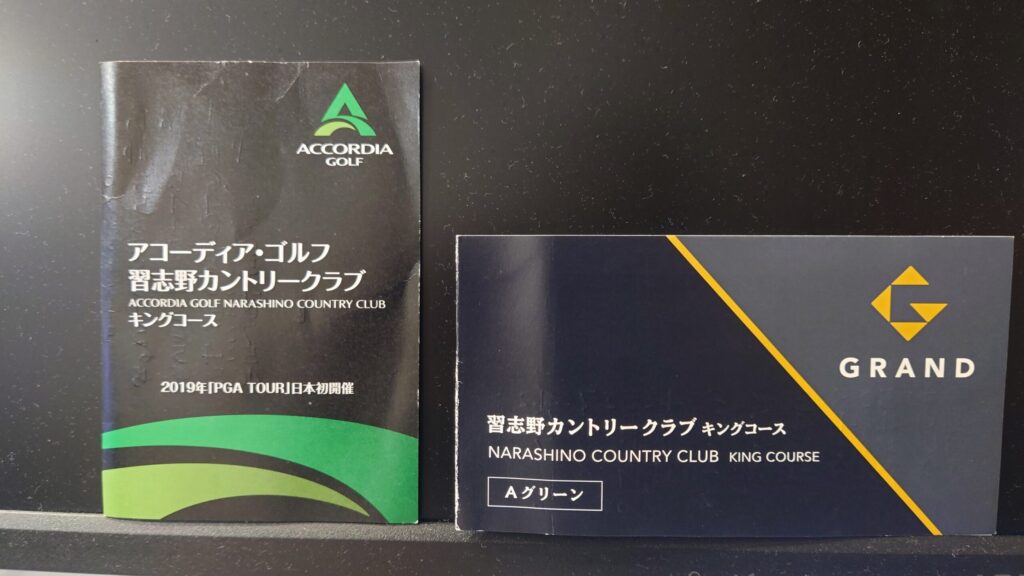 ACCORDIA
GOLF
アコーディア・ゴルフ
習志野カントリークラブ
ACCORDIA GOLF NARASHINO COUNTRY CLUB
キングコース
2019年「PGA TOUR」日本初開催
GRAND
習志野カントリークラブ キングコース
NARASHINO COUNTRY CLUB KING COURSE
Aグリーン